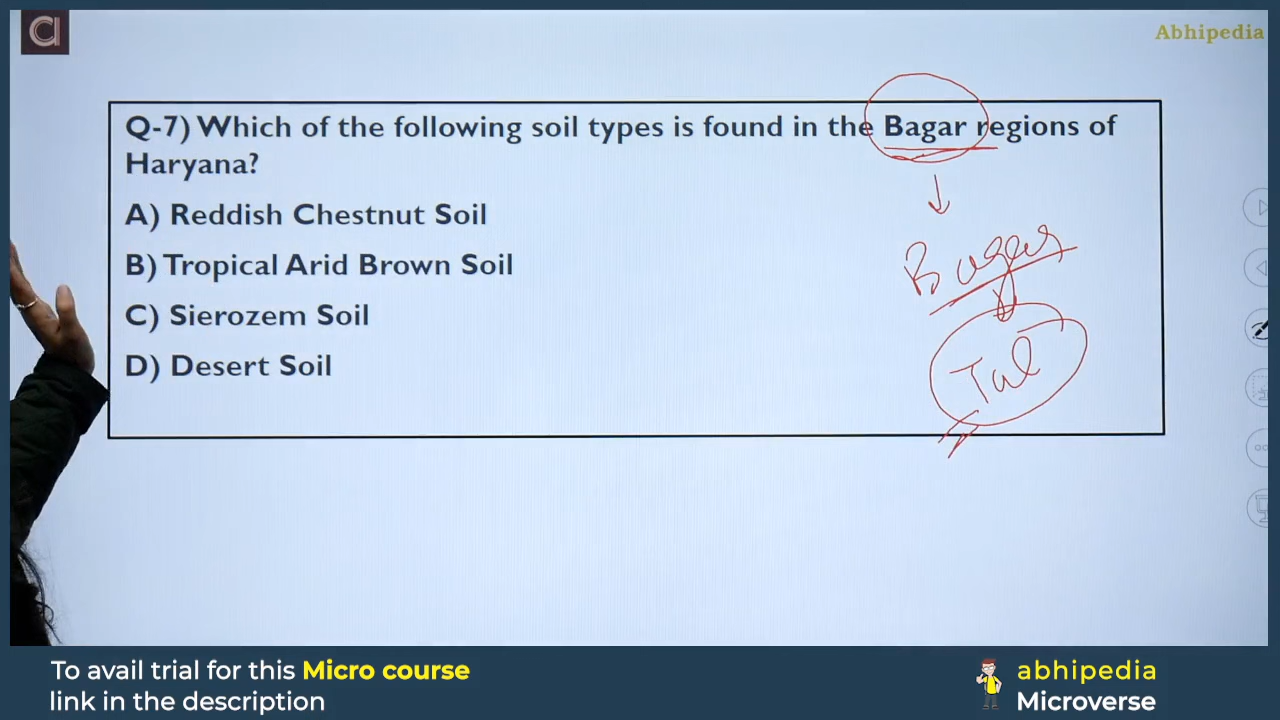 Abhipedia
Q-7) Which of the following soil types is found in the Bagar regions of
Haryana?
A) Reddish Chestnut Soil
B) Tropical Arid Brown Soil
C) Sierozem Soil
D) Desert Soil
Bagar
Tal
To avail trial for this Micro course
link in the description
abhipedia
Microverse